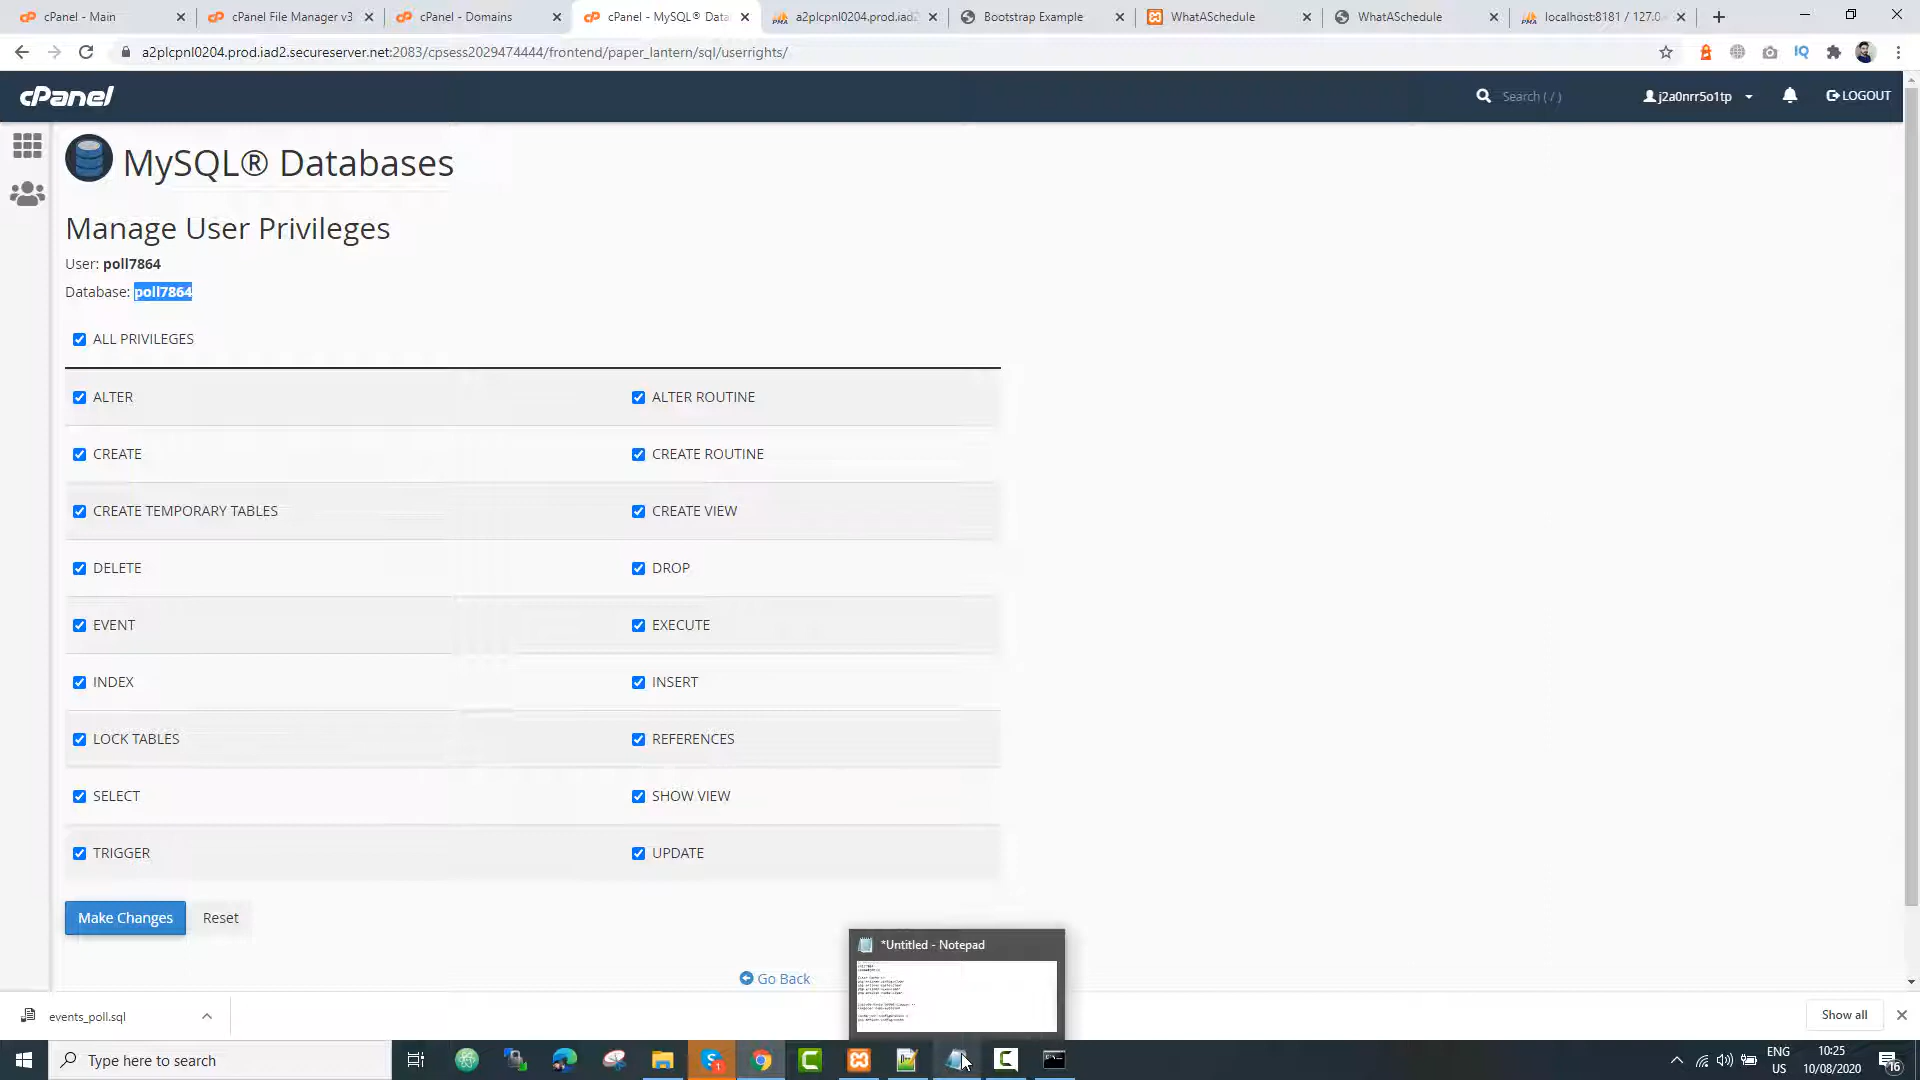 cPanel - Main
cPanel File Manager v3
cPanel - Domains
cPanel - MySQL® Data
a2plcpnl0204.prod.iad2
Bootstrap Example
WhatASchedule
WhatASchedule
localhost:8181 / 127.0.
a2plcpnl0204.prod.iad2.secureserver.net:2083/cpsess2029474444/frontend/paper_lantern/sql/userrights/
cPanel
Search ( / )
j2a0nrr5o1tp
LOGOUT
MySQL® Databases
Manage User Privileges
User: poll7864
Database: poll7864
ALL PRIVILEGES
ALTER
ALTER ROUTINE
CREATE
CREATE ROUTINE
CREATE TEMPORARY TABLES
CREATE VIEW
DELETE
DROP
EVENT
EXECUTE
INDEX
INSERT
LOCK TABLES
REFERENCES
SELECT
SHOW VIEW
TRIGGER
UPDATE
Make Changes
Reset
*Untitled - Notepad
Go Back
events_poll.sql
Show all
Type here to search
ENG
US
10:25
10/08/2020
16